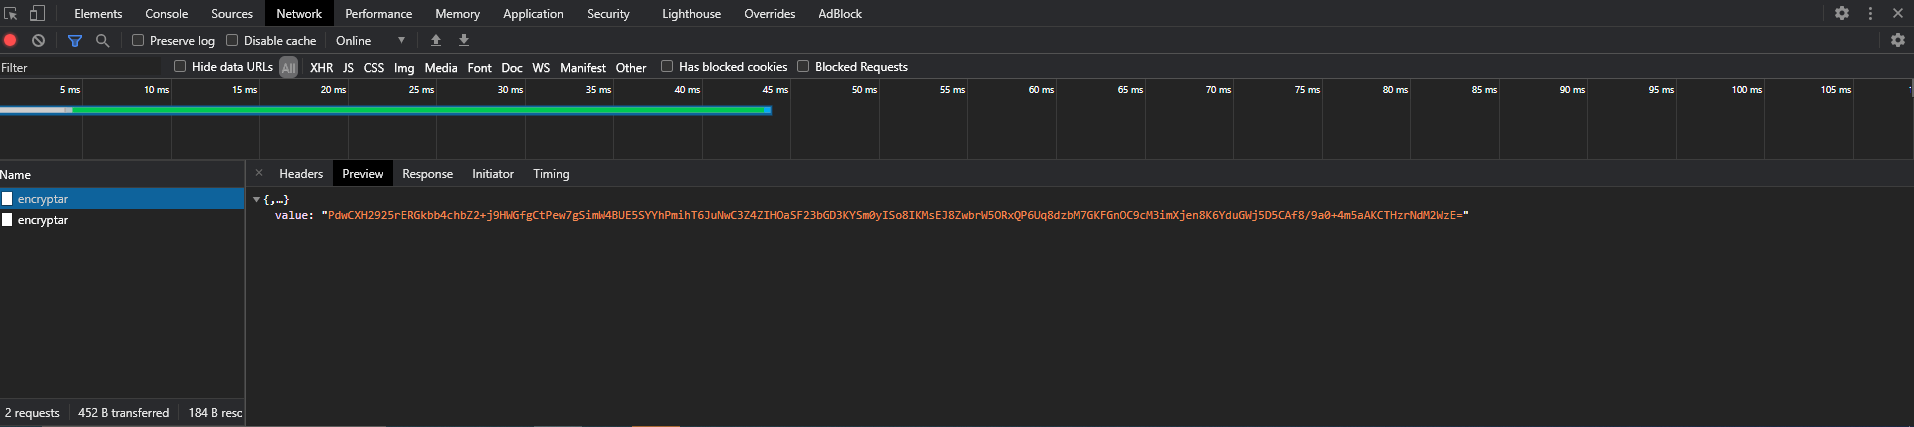 Elements Console Sources Network Performance Memory Application Security Lighthouse Overrides AdBlock
Preserve log Disable cache Online
Filter Hide data URLs All XHR JS CSS Img Media Font Doc WS Manifest Other Has blocked cookies Blocked Requests
5 ms 10 ms 15 ms 20 ms 25 ms 30 ms 35 ms 40 ms 45 ms 50 ms 55 ms 60 ms 65 ms 70 ms 75 ms 80 ms 85 ms 90 ms 95 ms 100 ms 105 ms
Name Headers Preview Response Initiator Timing
encryptar {,…}
value: "PdwCXH2925rERGkbb4chbZ2+j9HWGfgCtPew7gSimW4BUE5SYYhPmihT6JuNwC3Z4ZIHOaSF23bGD3KYSm0yISo8IKMsEJ8ZwbrW5ORxQP6Uq8dzbM7GKFGnOC9cM3imXjen8K6YduGWj5D5CAf8/9a0+4m5aAKCTHzrNdM2WzE="
encryptar
2 requests 452 B transferred 184 B resc